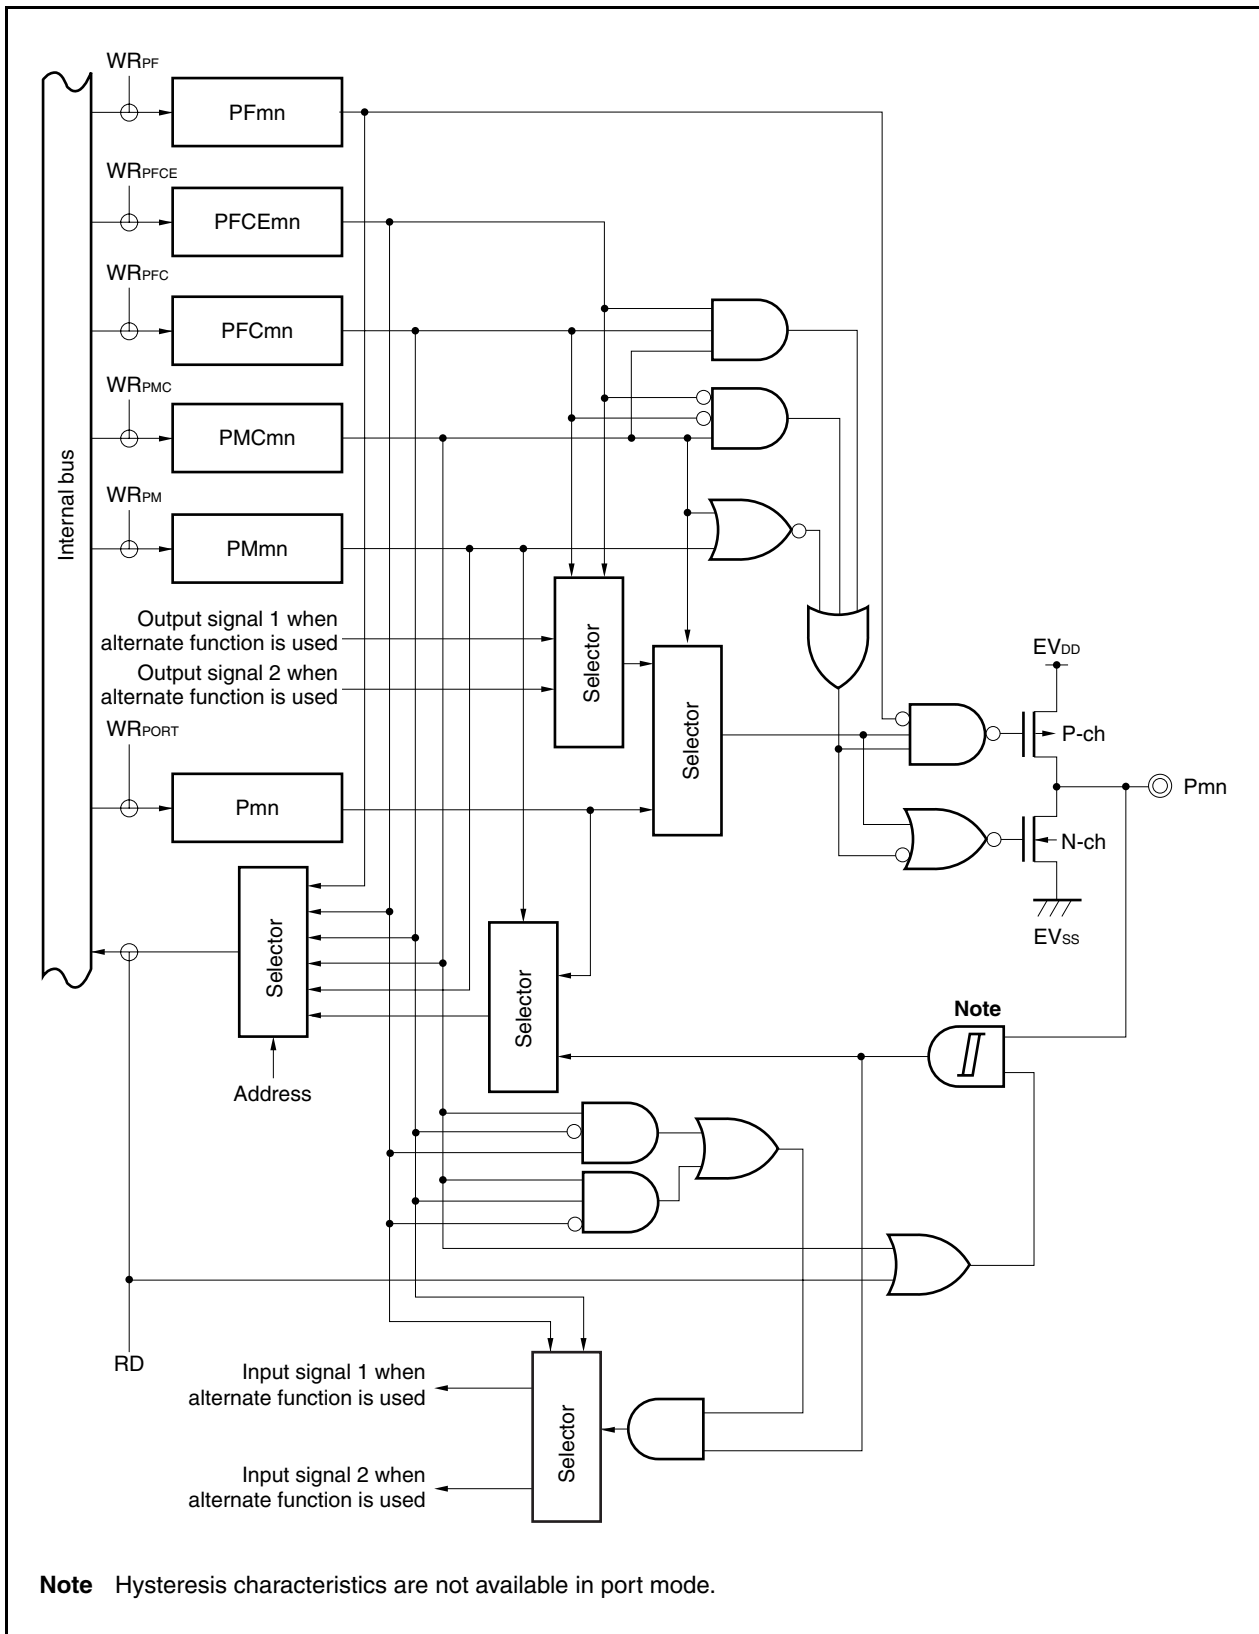 WRPF
PFmn
WRPFCE
PFCEmn
WRPFC
PFCmn
WRPMC
PMCmn
WRPM
PMmn
Internal bus
Output signal 1 when
alternate function is used
Output signal 2 when
alternate function is used
Selector
Selector
WRPORT
Pmn
EVDD
P-ch
Pmn
N-ch
EVSS
Selector
Selector
Address
Note
RD
Input signal 1 when
alternate function is used
Input signal 2 when
alternate function is used
Selector
Note Hysteresis characteristics are not available in port mode.